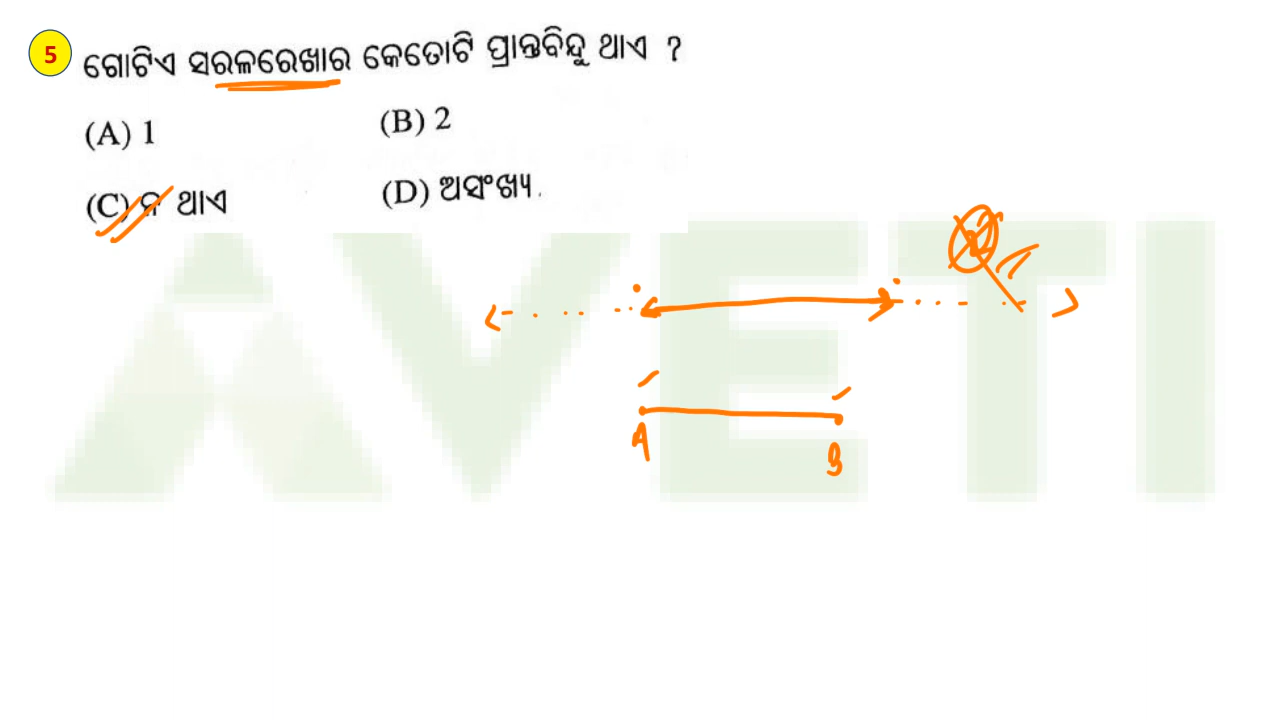 5 ଗୋଟିଏ ସରଳରେଖାର କେତୋଟି ପ୍ରାନ୍ତବିନ୍ଦୁ ଥାଏ ?
(A) 1 (B) 2
(C) ନ ଥାଏ (D) ଅସଂଖ୍ୟ
A B
AVETI